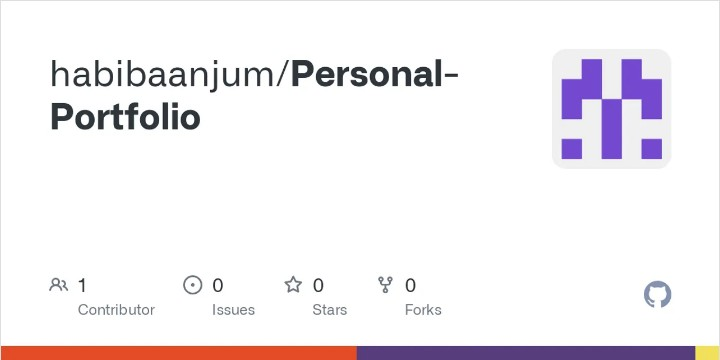 habibaanjum/Personal-
Portfolio
1
Contributor
0
Issues
0
Stars
0
Forks